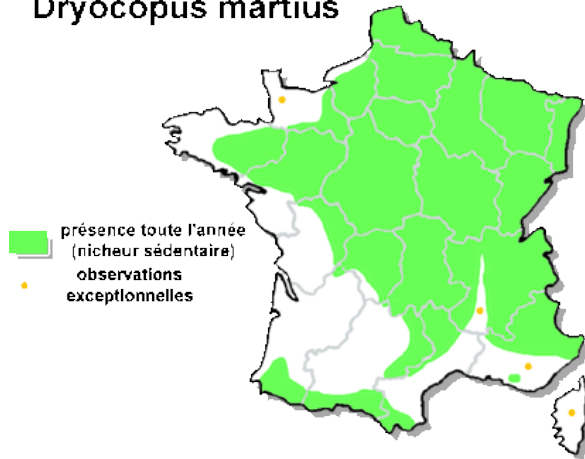 Dryocopus martius
présence toute l'année
(nicheur sédentaire)
observations
exceptionnelles